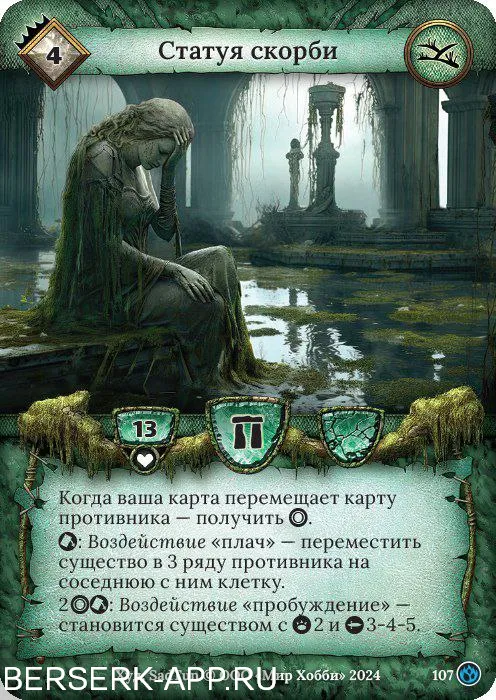 4
Статуя скорби
13
Когда ваша карта перемещает карту
противника — получить
: Воздействие «плач» — переместить
существо в 3 ряду противника на
соседнюю с ним клетку.
2 : Воздействие «пробуждение» —
становится существом с 2 и 3-4-5.
«Мир Хобби» 2024
107
BERSERK-APP.RU